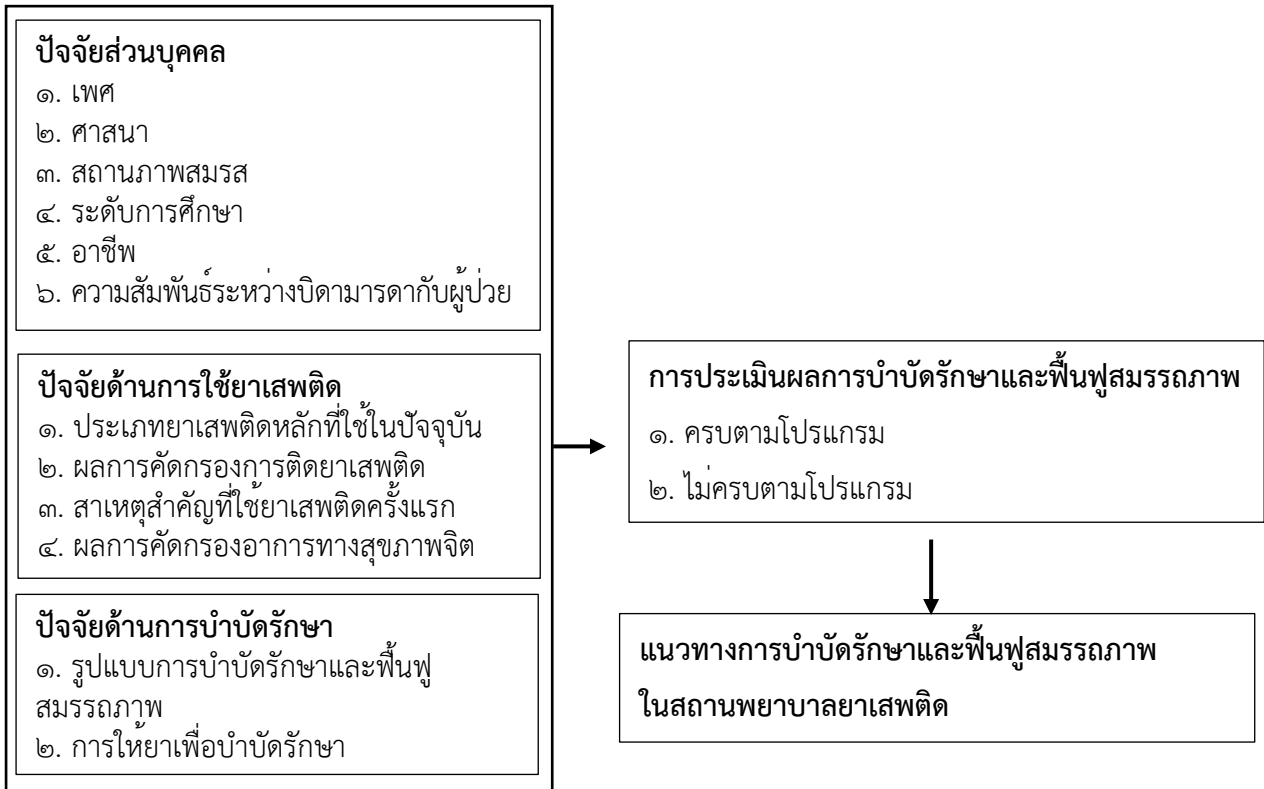 ปัจจัยส่วนบุคคล
๑. เพศ
๒. ศาสนา
๓. สถานภาพสมรส
๔. ระดับการศึกษา
๕. อาชีพ
๖. ความสัมพันธ์ระหว่างบิดามารดากับผู้ป่วย
ปัจจัยด้านการใช้ยาเสพติด
๑. ประเภทยาเสพติดหลักที่ใช้ในปัจจุบัน
๒. ผลการคัดกรองการติดยาเสพติด
๓. สาเหตุสำคัญที่ใช้ยาเสพติดครั้งแรก
๔. ผลการคัดกรองอาการทางสุขภาพจิต
ปัจจัยด้านการบำบัดรักษา
๑. รูปแบบการบำบัดรักษาและฟื้นฟู
สมรรถภาพ
๒. การให้ยาเพื่อบำบัดรักษา
การประเมินผลการบำบัดรักษาและฟื้นฟูสมรรถภาพ
๑. ครบตามโปรแกรม
๒. ไม่ครบตามโปรแกรม
แนวทางการบำบัดรักษาและฟื้นฟูสมรรถภาพ
ในสถานพยาบาลยาเสพติด